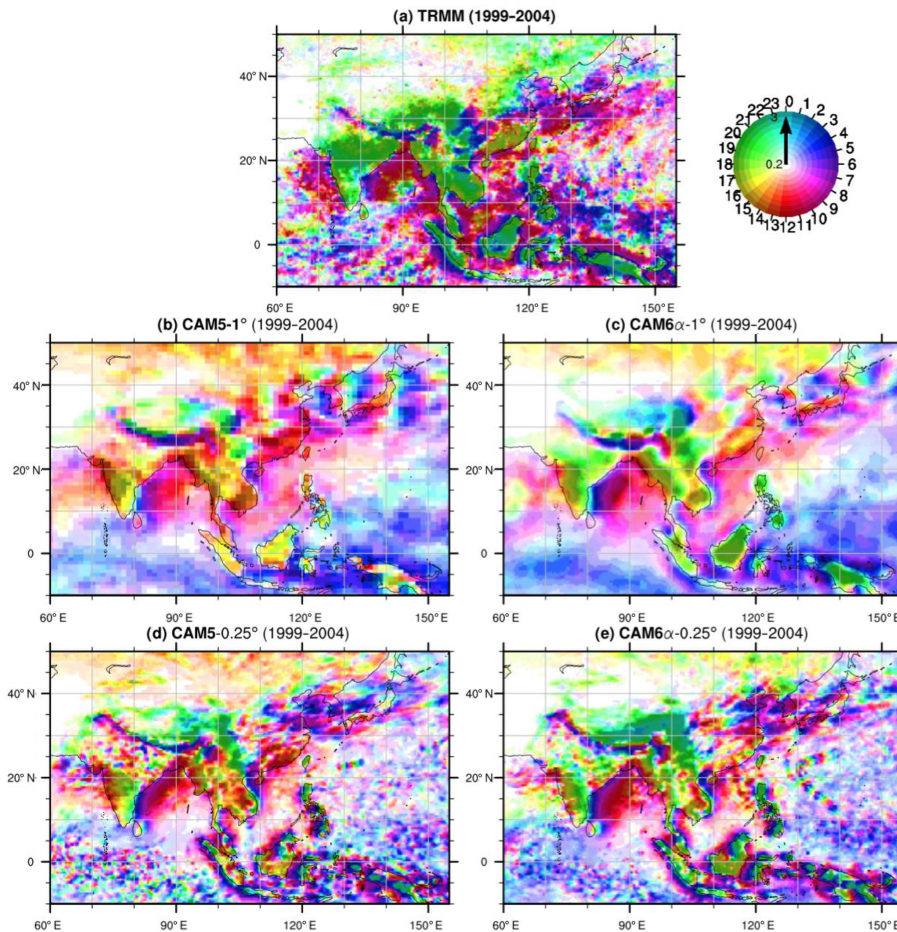 (a) TRMM (1999–2004)
40° N
20° N
0
60° E 90° E 120° E 150° E
22 23 0 1 2
21 3
20 4
19 5
18 6
17 7
16 8
15 9
14 13 12 11 10
3
0.2
(b) CAM5-1° (1999–2004)
40° N
20° N
0
60° E 90° E 120° E 150° E
(c) CAM6α-1° (1999–2004)
40° N
20° N
0
60° E 90° E 120° E 150° E
(d) CAM5-0.25° (1999–2004)
40° N
20° N
0
60° E 90° E 120° E 150° E
(e) CAM6α-0.25° (1999–2004)
40° N
20° N
0
60° E 90° E 120° E 150° E